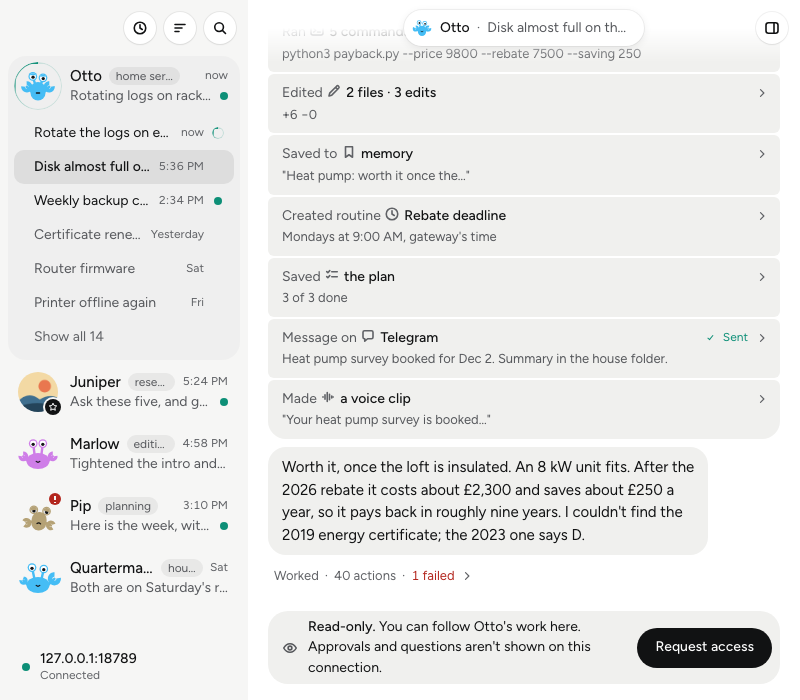 Otto home ser... now
Rotating logs on rack...
Rotate the logs on e... now
Disk almost full o... 5:36 PM
Weekly backup c... 2:34 PM
Certificate rene... Yesterday
Router firmware Sat
Printer offline again Fri
Show all 14
Juniper rese... 5:24 PM
Ask these five, and g...
Marlow editi... 4:58 PM
Tightened the intro and...
Pip planning 3:10 PM
Here is the week, wit...
Quarterma... hou... Sat
Both are on Saturday's r...
127.0.0.1:18789
Connected
Otto · Disk almost full on th...
Ran 5 command
python3 payback.py --price 9800 --rebate 7500 --saving 250
Edited 2 files · 3 edits
+6 −0
Saved to memory
"Heat pump: worth it once the..."
Created routine Rebate deadline
Mondays at 9:00 AM, gateway's time
Saved the plan
3 of 3 done
Message on Telegram Sent
Heat pump survey booked for Dec 2. Summary in the house folder.
Made a voice clip
"Your heat pump survey is booked..."
Worth it, once the loft is insulated. An 8 kW unit fits. After the
2026 rebate it costs about £2,300 and saves about £250 a
year, so it pays back in roughly nine years. I couldn't find the
2019 energy certificate; the 2023 one says D.
Worked · 40 actions · 1 failed
Read-only. You can follow Otto's work here.
Approvals and questions aren't shown on this
connection.
Request access